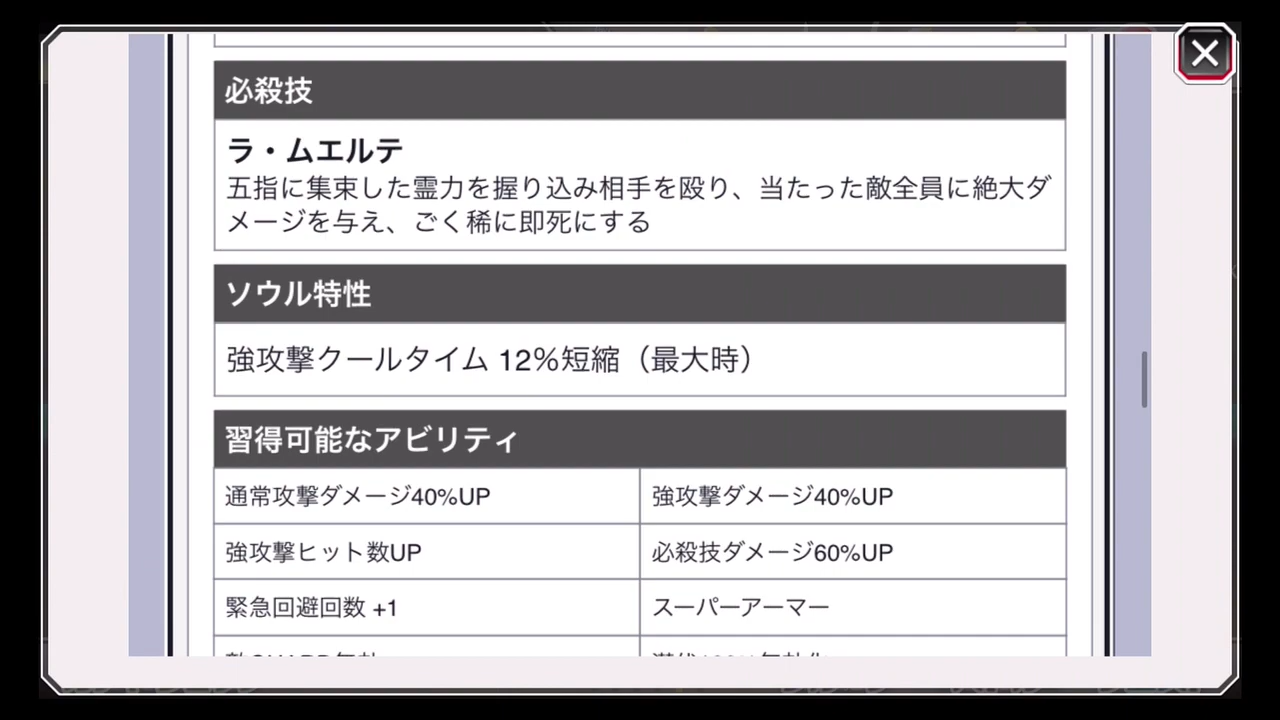 必殺技
ラ・ムエルテ
五指に集束した霊力を握り込み相手を殴り、当たった敵全員に絶大ダ
メージを与え、ごく稀に即死にする
ソウル特性
強攻撃クールタイム 12%短縮（最大時）
習得可能なアビリティ
通常攻撃ダメージ40%UP
強攻撃ダメージ40%UP
強攻撃ヒット数UP
必殺技ダメージ60%UP
緊急回避回数 +1
スーパーアーマー